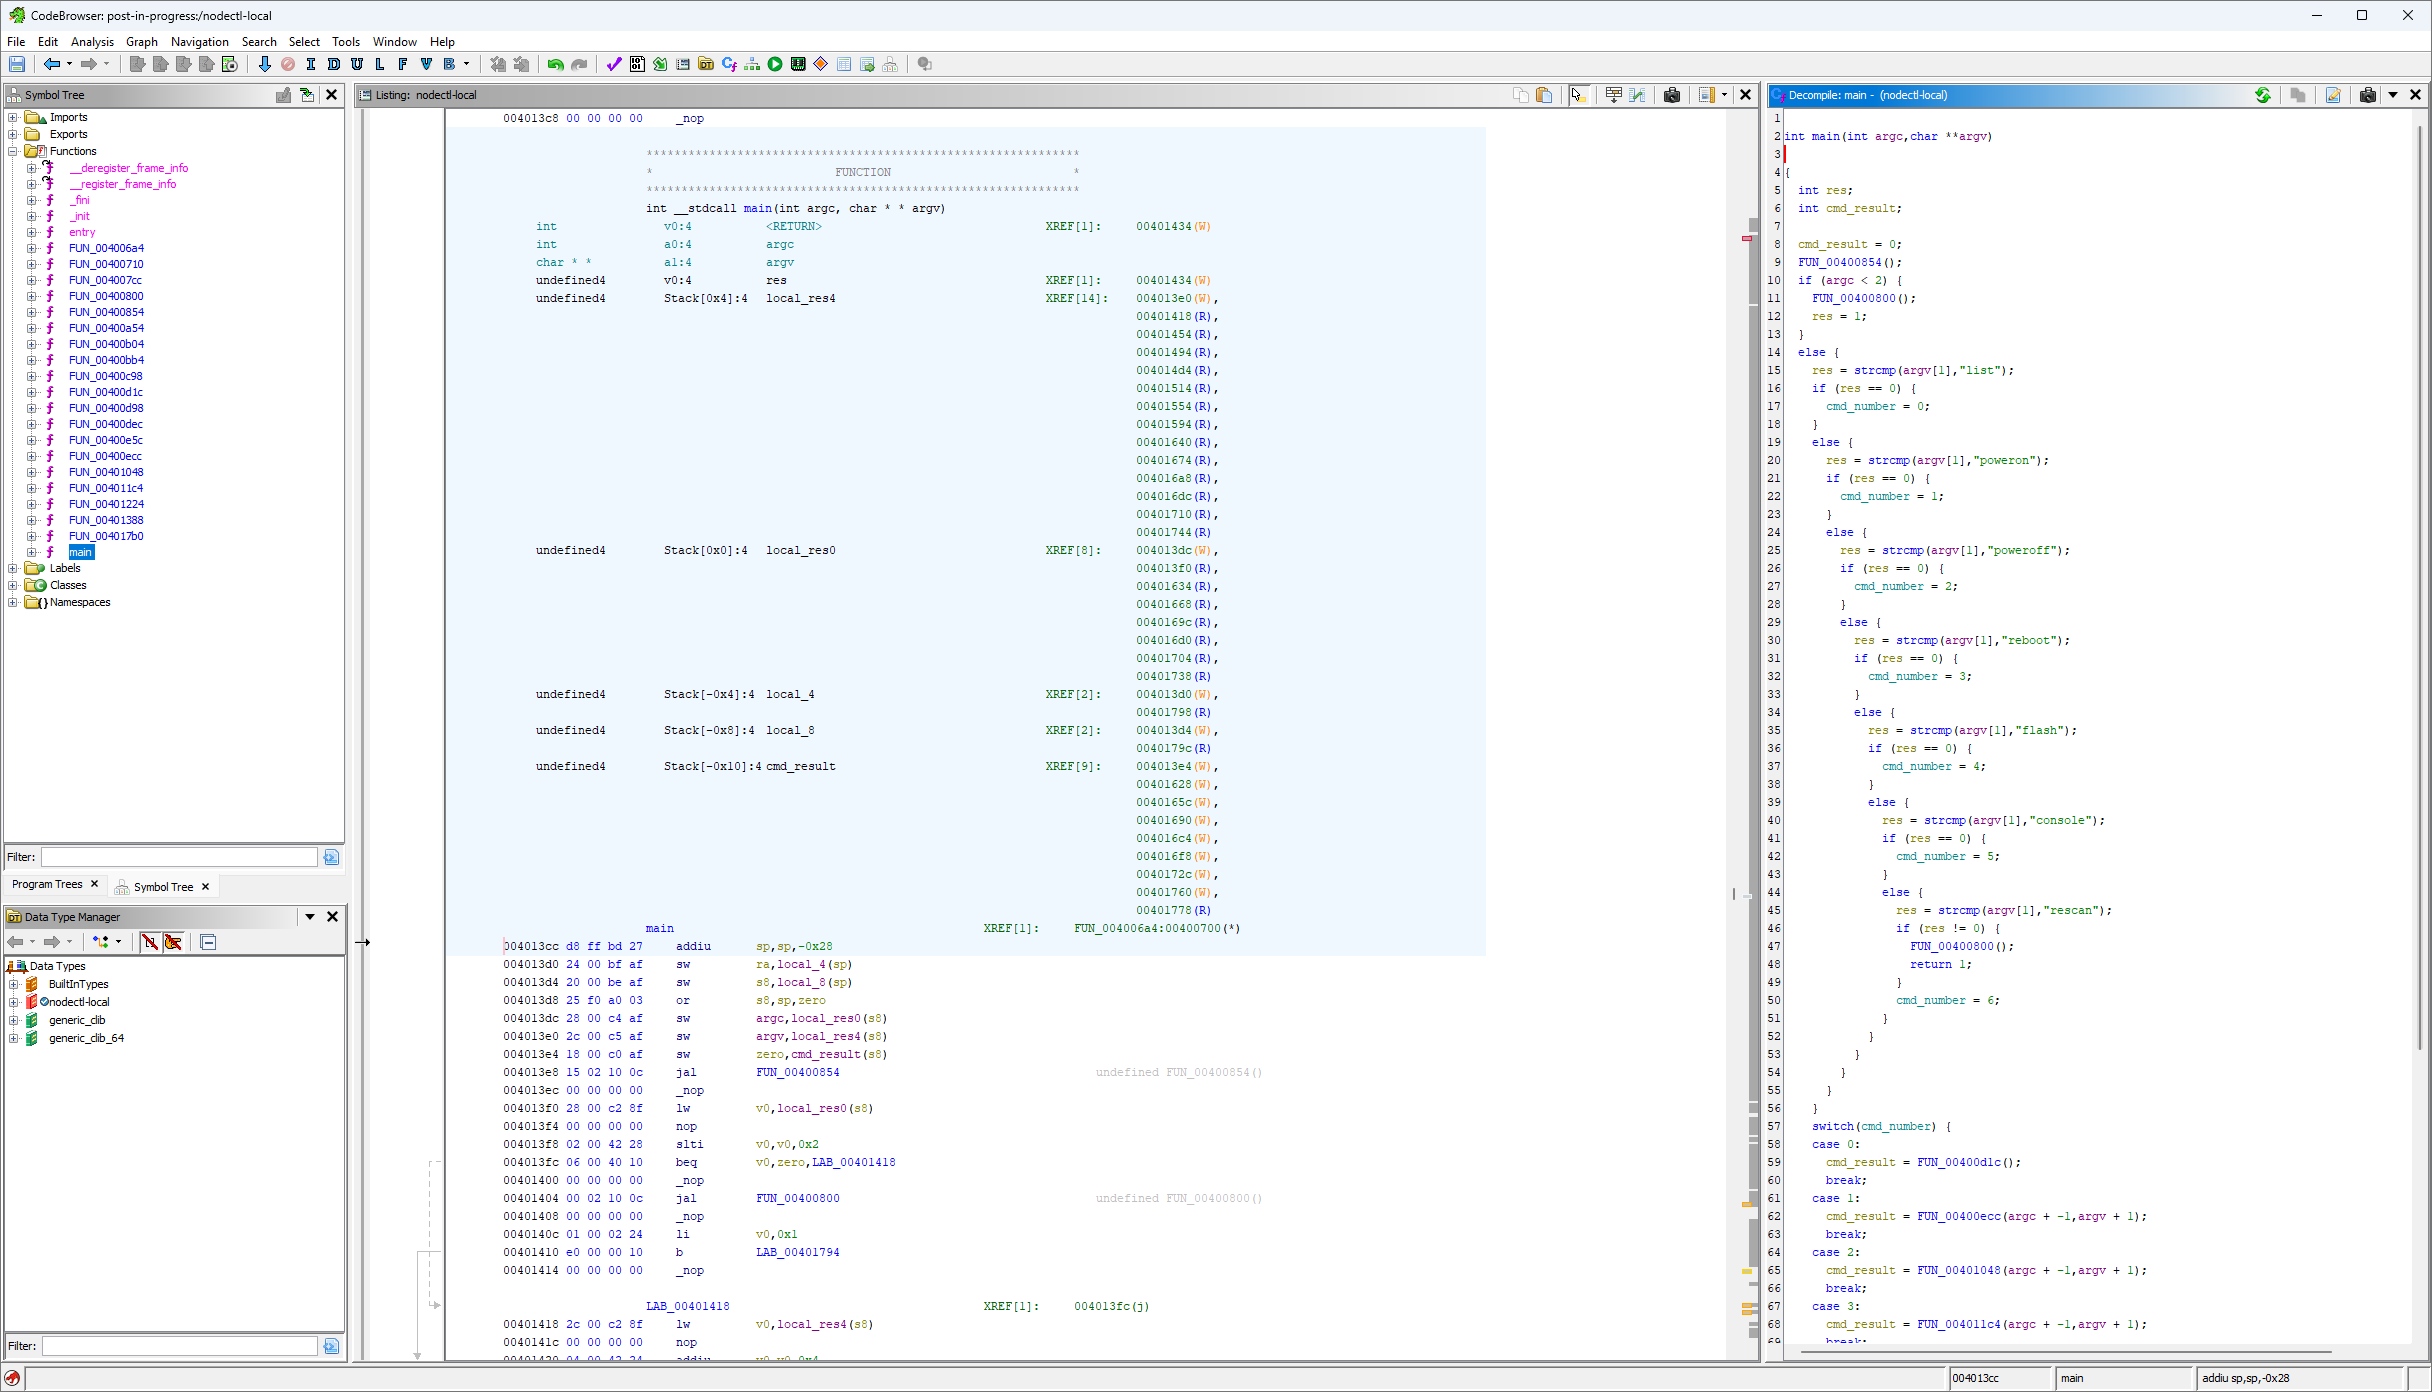 CodeBrowser: post-in-progress:/nodectl-local
File Edit Analysis Graph Navigation Search Select Tools Window Help
I D U L F V B
Symbol Tree
Imports
Exports
Functions
__deregister_frame_info
__register_frame_info
_fini
_init
entry
FUN_004006a4
FUN_00400710
FUN_004007cc
FUN_00400800
FUN_00400854
FUN_00400a54
FUN_00400b04
FUN_00400bb4
FUN_00400c98
FUN_00400d1c
FUN_00400d98
FUN_00400dec
FUN_00400e5c
FUN_00400ecc
FUN_00401048
FUN_004011c4
FUN_00401224
FUN_00401388
FUN_004017b0
main
Labels
Classes
Namespaces
Filter:
Program Trees
Symbol Tree
Data Type Manager
Data Types
BuiltInTypes
nodectl-local
generic_clib
generic_clib_64
Filter:
Listing: nodectl-local
004013c8 00 00 00 00 _nop
**************************************************************
* FUNCTION *
**************************************************************
int __stdcall main(int argc, char * * argv)
int v0:4 <RETURN> XREF[1]: 00401434(W)
int a0:4 argc
char * * a1:4 argv
undefined4 v0:4 res XREF[1]: 00401434(W)
undefined4 Stack[0x4]:4 local_res4 XREF[14]: 004013e0(W),
00401418(R),
00401454(R),
00401494(R),
004014d4(R),
00401514(R),
00401554(R),
00401594(R),
00401640(R),
00401674(R),
004016a8(R),
004016dc(R),
00401710(R),
00401744(R)
undefined4 Stack[0x0]:4 local_res0 XREF[8]: 004013dc(W),
004013f0(R),
00401634(R),
00401668(R),
0040169c(R),
004016d0(R),
00401704(R),
00401738(R)
undefined4 Stack[-0x4]:4 local_4 XREF[2]: 004013d0(W),
00401798(R)
undefined4 Stack[-0x8]:4 local_8 XREF[2]: 004013d4(W),
0040179c(R)
undefined4 Stack[-0x10]:4 cmd_result XREF[9]: 004013e4(W),
00401628(W),
0040165c(W),
00401690(W),
004016c4(W),
004016f8(W),
0040172c(W),
00401760(W),
00401778(R)
main XREF[1]: FUN_004006a4:00400700(*)
004013cc d8 ff bd 27 addiu sp,sp,-0x28
004013d0 24 00 bf af sw ra,local_4(sp)
004013d4 20 00 be af sw s8,local_8(sp)
004013d8 25 f0 a0 03 or s8,sp,zero
004013dc 28 00 c4 af sw argc,local_res0(s8)
004013e0 2c 00 c5 af sw argv,local_res4(s8)
004013e4 18 00 c0 af sw zero,cmd_result(s8)
004013e8 15 02 10 0c jal FUN_00400854 undefined FUN_00400854()
004013ec 00 00 00 00 _nop
004013f0 28 00 c2 8f lw v0,local_res0(s8)
004013f4 00 00 00 00 nop
004013f8 02 00 42 28 slti v0,v0,0x2
004013fc 06 00 40 10 beq v0,zero,LAB_00401418
00401400 00 00 00 00 _nop
00401404 00 02 10 0c jal FUN_00400800 undefined FUN_00400800()
00401408 00 00 00 00 _nop
0040140c 01 00 02 24 li v0,0x1
00401410 e0 00 00 10 b LAB_00401794
00401414 00 00 00 00 _nop
LAB_00401418 XREF[1]: 004013fc(j)
00401418 2c 00 c2 8f lw v0,local_res4(s8)
0040141c 00 00 00 00 nop
00401420 04 00 42 24 addiu v0,v0,0x4
Decompile: main - (nodectl-local)
1
2 int main(int argc,char **argv)
3
4 {
5 int res;
6 int cmd_result;
7
8 cmd_result = 0;
9 FUN_00400854();
10 if (argc < 2) {
11 FUN_00400800();
12 res = 1;
13 }
14 else {
15 res = strcmp(argv[1],"list");
16 if (res == 0) {
17 cmd_number = 0;
18 }
19 else {
20 res = strcmp(argv[1],"poweron");
21 if (res == 0) {
22 cmd_number = 1;
23 }
24 else {
25 res = strcmp(argv[1],"poweroff");
26 if (res == 0) {
27 cmd_number = 2;
28 }
29 else {
30 res = strcmp(argv[1],"reboot");
31 if (res == 0) {
32 cmd_number = 3;
33 }
34 else {
35 res = strcmp(argv[1],"flash");
36 if (res == 0) {
37 cmd_number = 4;
38 }
39 else {
40 res = strcmp(argv[1],"console");
41 if (res == 0) {
42 cmd_number = 5;
43 }
44 else {
45 res = strcmp(argv[1],"rescan");
46 if (res != 0) {
47 FUN_00400800();
48 return 1;
49 }
50 cmd_number = 6;
51 }
52 }
53 }
54 }
55 }
56 }
57 switch(cmd_number) {
58 case 0:
59 cmd_result = FUN_00400d1c();
60 break;
61 case 1:
62 cmd_result = FUN_00400ecc(argc + -1,argv + 1);
63 break;
64 case 2:
65 cmd_result = FUN_00401048(argc + -1,argv + 1);
66 break;
67 case 3:
68 cmd_result = FUN_004011c4(argc + -1,argv + 1);
69 break;
004013cc main addiu sp,sp,-0x28